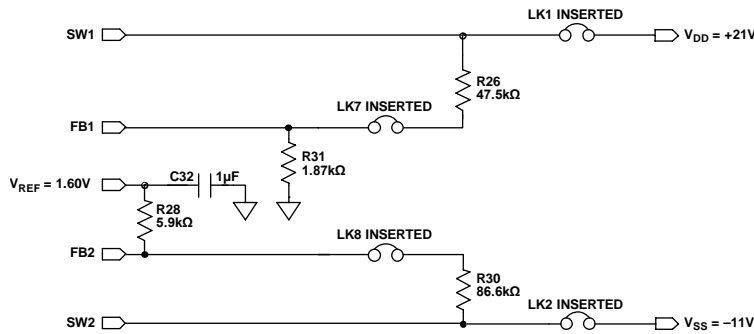 LK1 INSERTED
SW1
V_DD = +21V
R26
47.5kΩ
LK7 INSERTED
FB1
R31
1.87kΩ
C32
1µF
V_REF = 1.60V
R28
5.9kΩ
LK8 INSERTED
FB2
R30
86.6kΩ
LK2 INSERTED
SW2
V_SS = –11V